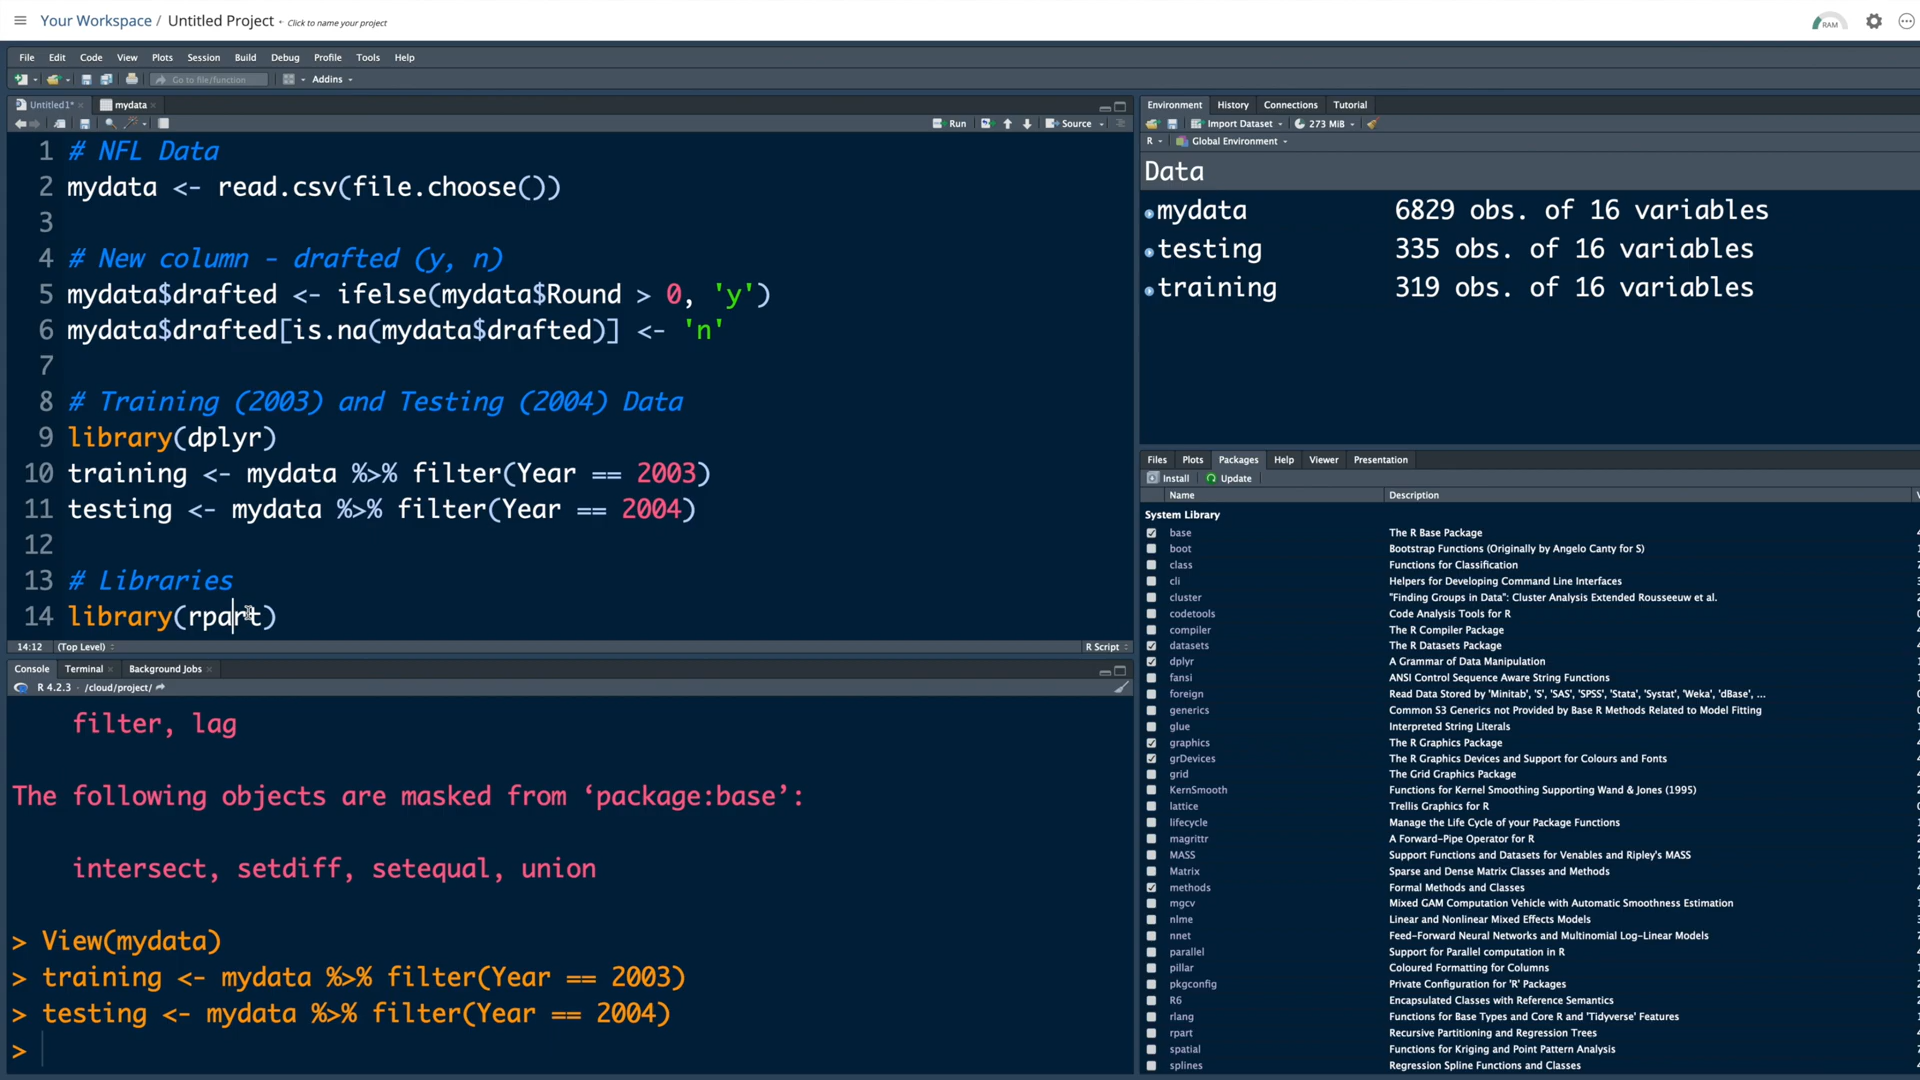 Your Workspace / Untitled Project Click to name your project
RAM
File Edit Code View Plots Session Build Debug Profile Tools Help
Go to file/function Addins
Untitled1* mydata
Run Source
1 # NFL Data
2 mydata <- read.csv(file.choose())
3
4 # New column - drafted (y, n)
5 mydata$drafted <- ifelse(mydata$Round > 0, 'y')
6 mydata$drafted[is.na(mydata$drafted)] <- 'n'
7
8 # Training (2003) and Testing (2004) Data
9 library(dplyr)
10 training <- mydata %>% filter(Year == 2003)
11 testing <- mydata %>% filter(Year == 2004)
12
13 # Libraries
14 library(rpart)
14:12 (Top Level) R Script
Console Terminal Background Jobs
R 4.2.3 · /cloud/project/
filter, lag
The following objects are masked from ‘package:base’:
intersect, setdiff, setequal, union
> View(mydata)
> training <- mydata %>% filter(Year == 2003)
> testing <- mydata %>% filter(Year == 2004)
>
Environment History Connections Tutorial
Import Dataset 273 MiB
R Global Environment
Data
mydata 6829 obs. of 16 variables
testing 335 obs. of 16 variables
training 319 obs. of 16 variables
Files Plots Packages Help Viewer Presentation
Install Update
Name Description
System Library
base The R Base Package
boot Bootstrap Functions (Originally by Angelo Canty for S)
class Functions for Classification
cli Helpers for Developing Command Line Interfaces
cluster "Finding Groups in Data": Cluster Analysis Extended Rousseeuw et al.
codetools Code Analysis Tools for R
compiler The R Compiler Package
datasets The R Datasets Package
dplyr A Grammar of Data Manipulation
fansi ANSI Control Sequence Aware String Functions
foreign Read Data Stored by 'Minitab', 'S', 'SAS', 'SPSS', 'Stata', 'Systat', 'Weka', 'dBase', ...
generics Common S3 Generics not Provided by Base R Methods Related to Model Fitting
glue Interpreted String Literals
graphics The R Graphics Package
grDevices The R Graphics Devices and Support for Colours and Fonts
grid The Grid Graphics Package
KernSmooth Functions for Kernel Smoothing Supporting Wand & Jones (1995)
lattice Trellis Graphics for R
lifecycle Manage the Life Cycle of your Package Functions
magrittr A Forward-Pipe Operator for R
MASS Support Functions and Datasets for Venables and Ripley's MASS
Matrix Sparse and Dense Matrix Classes and Methods
methods Formal Methods and Classes
mgcv Mixed GAM Computation Vehicle with Automatic Smoothness Estimation
nlme Linear and Nonlinear Mixed Effects Models
nnet Feed-Forward Neural Networks and Multinomial Log-Linear Models
parallel Support for Parallel computation in R
pillar Coloured Formatting for Columns
pkgconfig Private Configuration for 'R' Packages
R6 Encapsulated Classes with Reference Semantics
rlang Functions for Base Types and Core R and 'Tidyverse' Features
rpart Recursive Partitioning and Regression Trees
spatial Functions for Kriging and Point Pattern Analysis
splines Regression Spline Functions and Classes